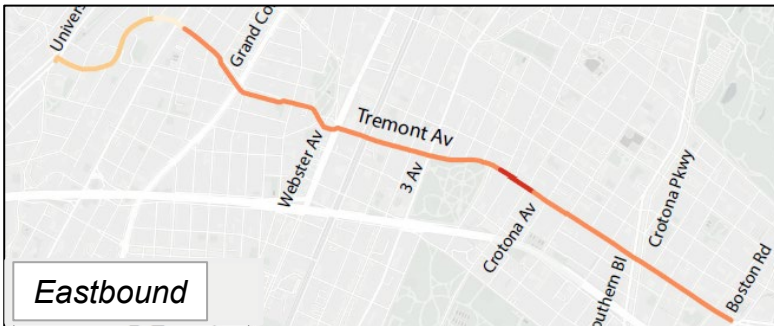 Grand Co
Tremont Av
Webster Av
3 Av
Crotona Av
Crotona Pkwy
Boston Rd
Eastbound